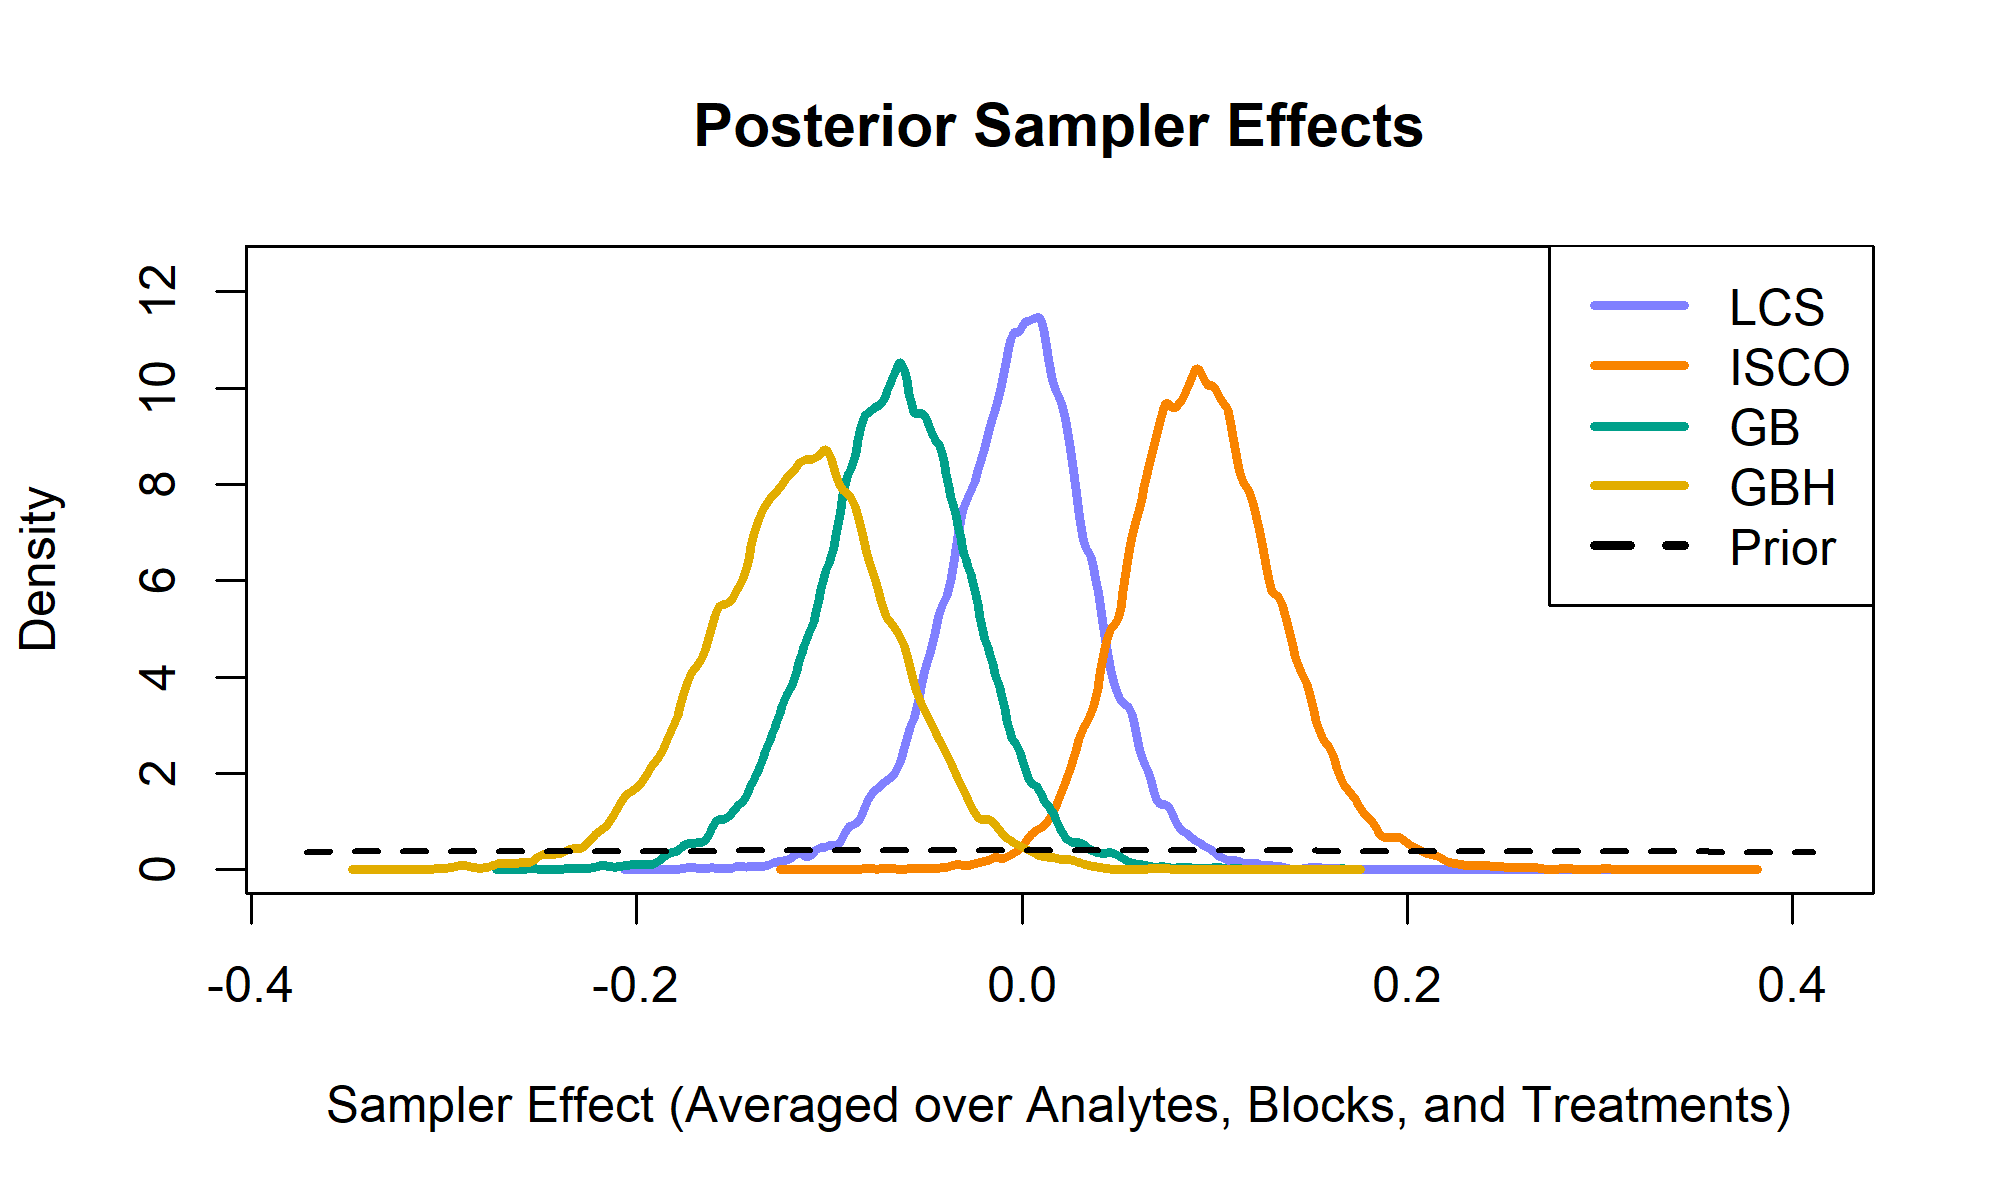 Posterior Sampler Effects
LCS
ISCO
GB
GBH
Prior
Density
0
2
4
6
8
10
12
-0.4
-0.2
0.0
0.2
0.4
Sampler Effect (Averaged over Analytes, Blocks, and Treatments)